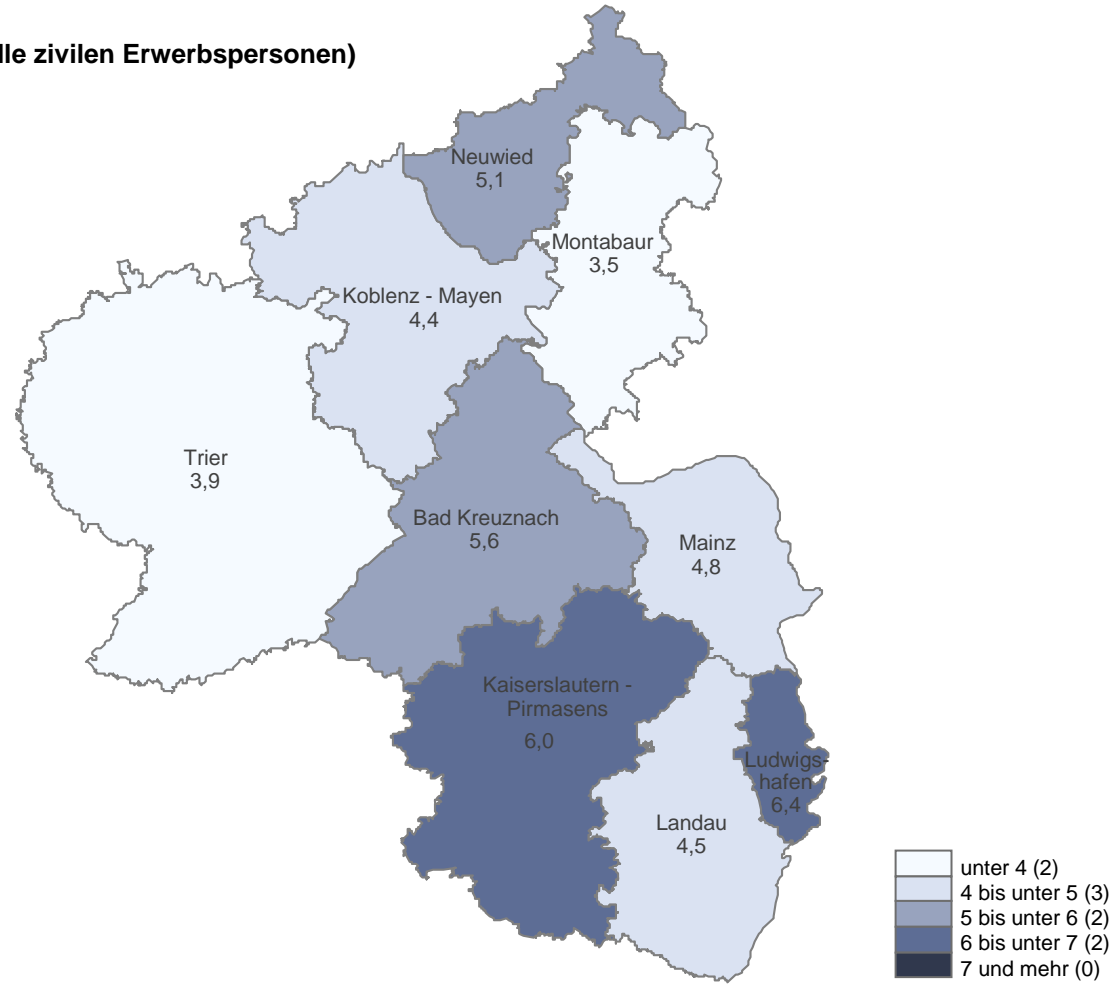 lle zivilen Erwerbspersonen)
Neuwied
5,1
Montabaur
3,5
Koblenz - Mayen
4,4
Trier
3,9
Bad Kreuznach
5,6
Mainz
4,8
Kaiserslautern -
Pirmasens
6,0
Ludwigs-
hafen
6,4
Landau
4,5
unter 4 (2)
4 bis unter 5 (3)
5 bis unter 6 (2)
6 bis unter 7 (2)
7 und mehr (0)